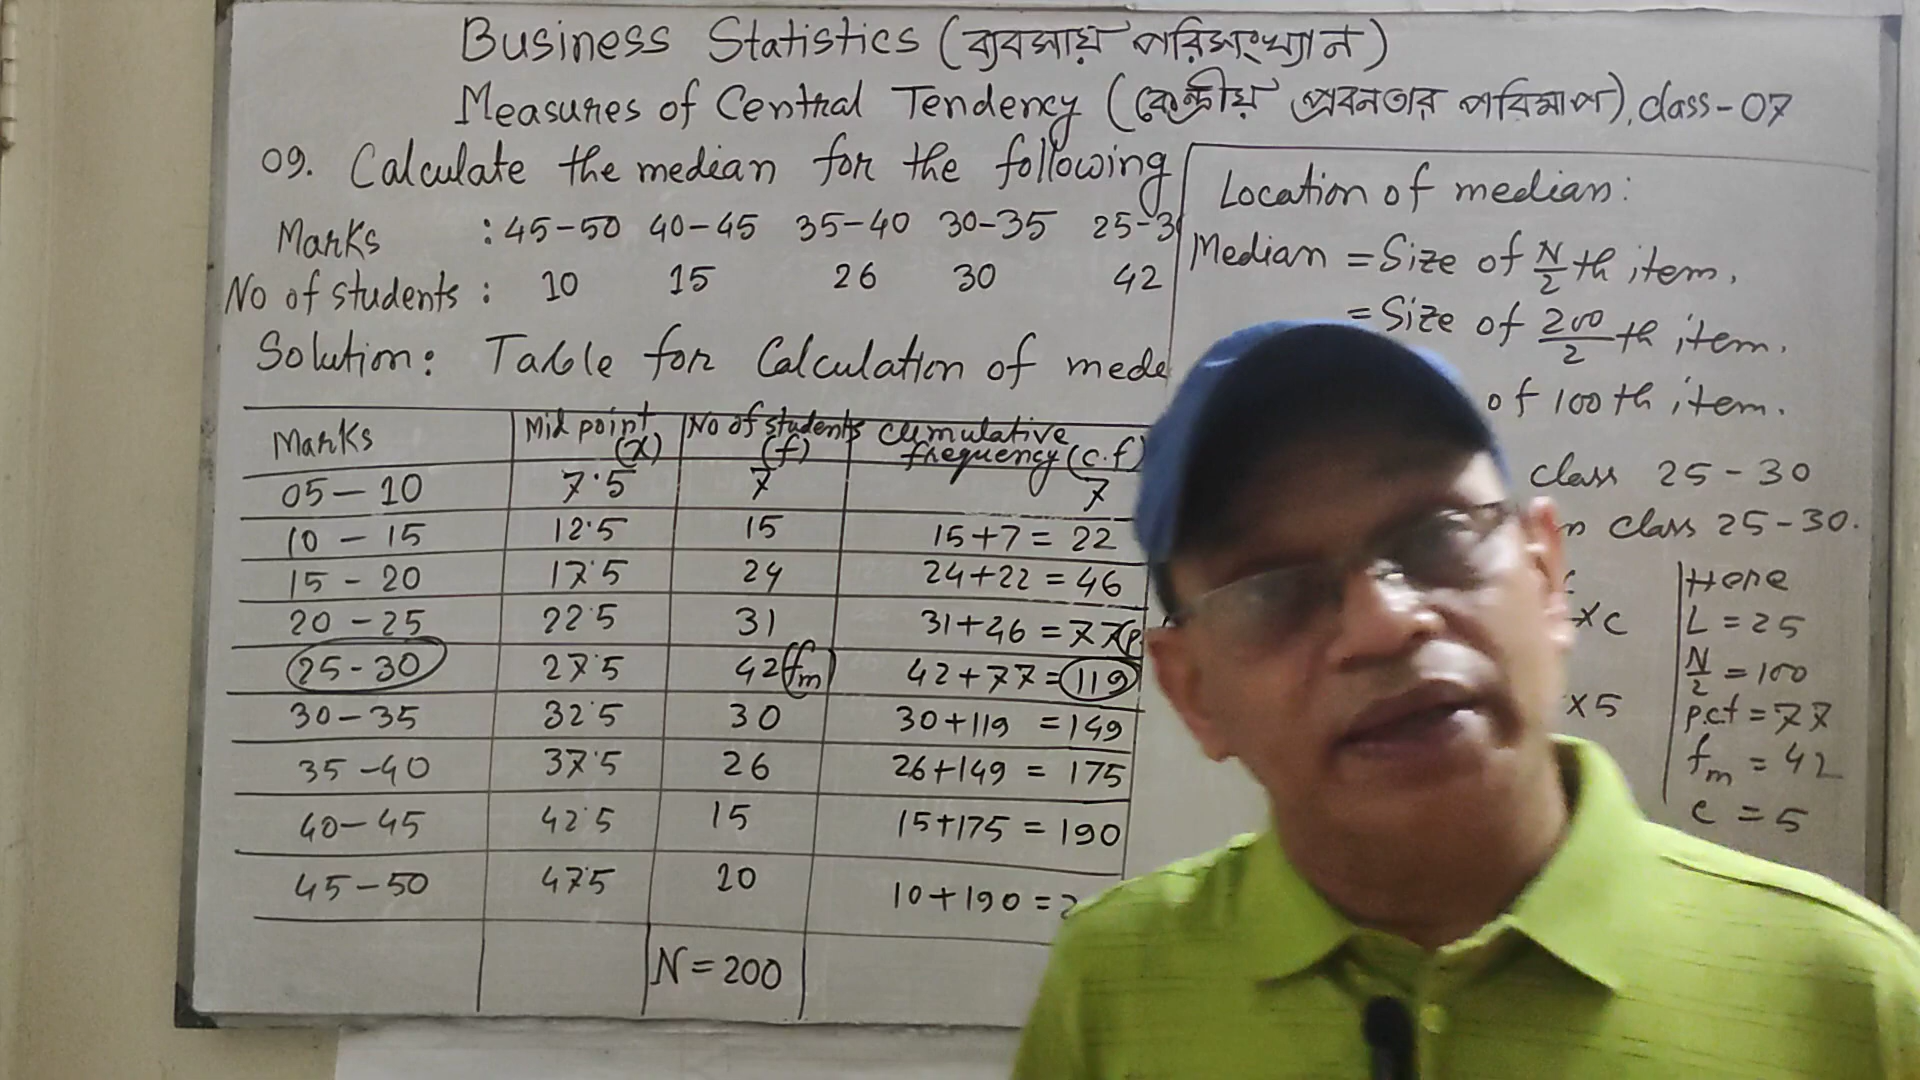 Business Statistics (ব্যবসায় পরিসংখ্যান)
Measures of Central Tendency (কেন্দ্রীয় প্রবনতার পরিমাপ), class-07
09. Calculate the median for the following
Marks : 45-50 40-45 35-40 30-35 25-3
No of students : 10 15 26 30 42
Solution: Table for Calculation of mede
Marks Mid point (x) No of students (f) cumulative frequency (c.f)
05-10 7.5 7 7
10-15 12.5 15 15+7=22
15-20 17.5 24 24+22=46
20-25 22.5 31 31+46=77(p
25-30 27.5 42(fm) 42+77=119
30-35 32.5 30 30+119=149
35-40 37.5 26 26+149=175
40-45 42.5 15 15+175=190
45-50 47.5 10 10+190=2
N=200
Location of median:
Median = Size of N/2 th item.
= Size of 200/2 th item.
of 100 th item.
class 25-30
n class 25-30.
×c
×5
Here
L = 25
N/2 = 100
p.cf = 77
fm = 42
c = 5